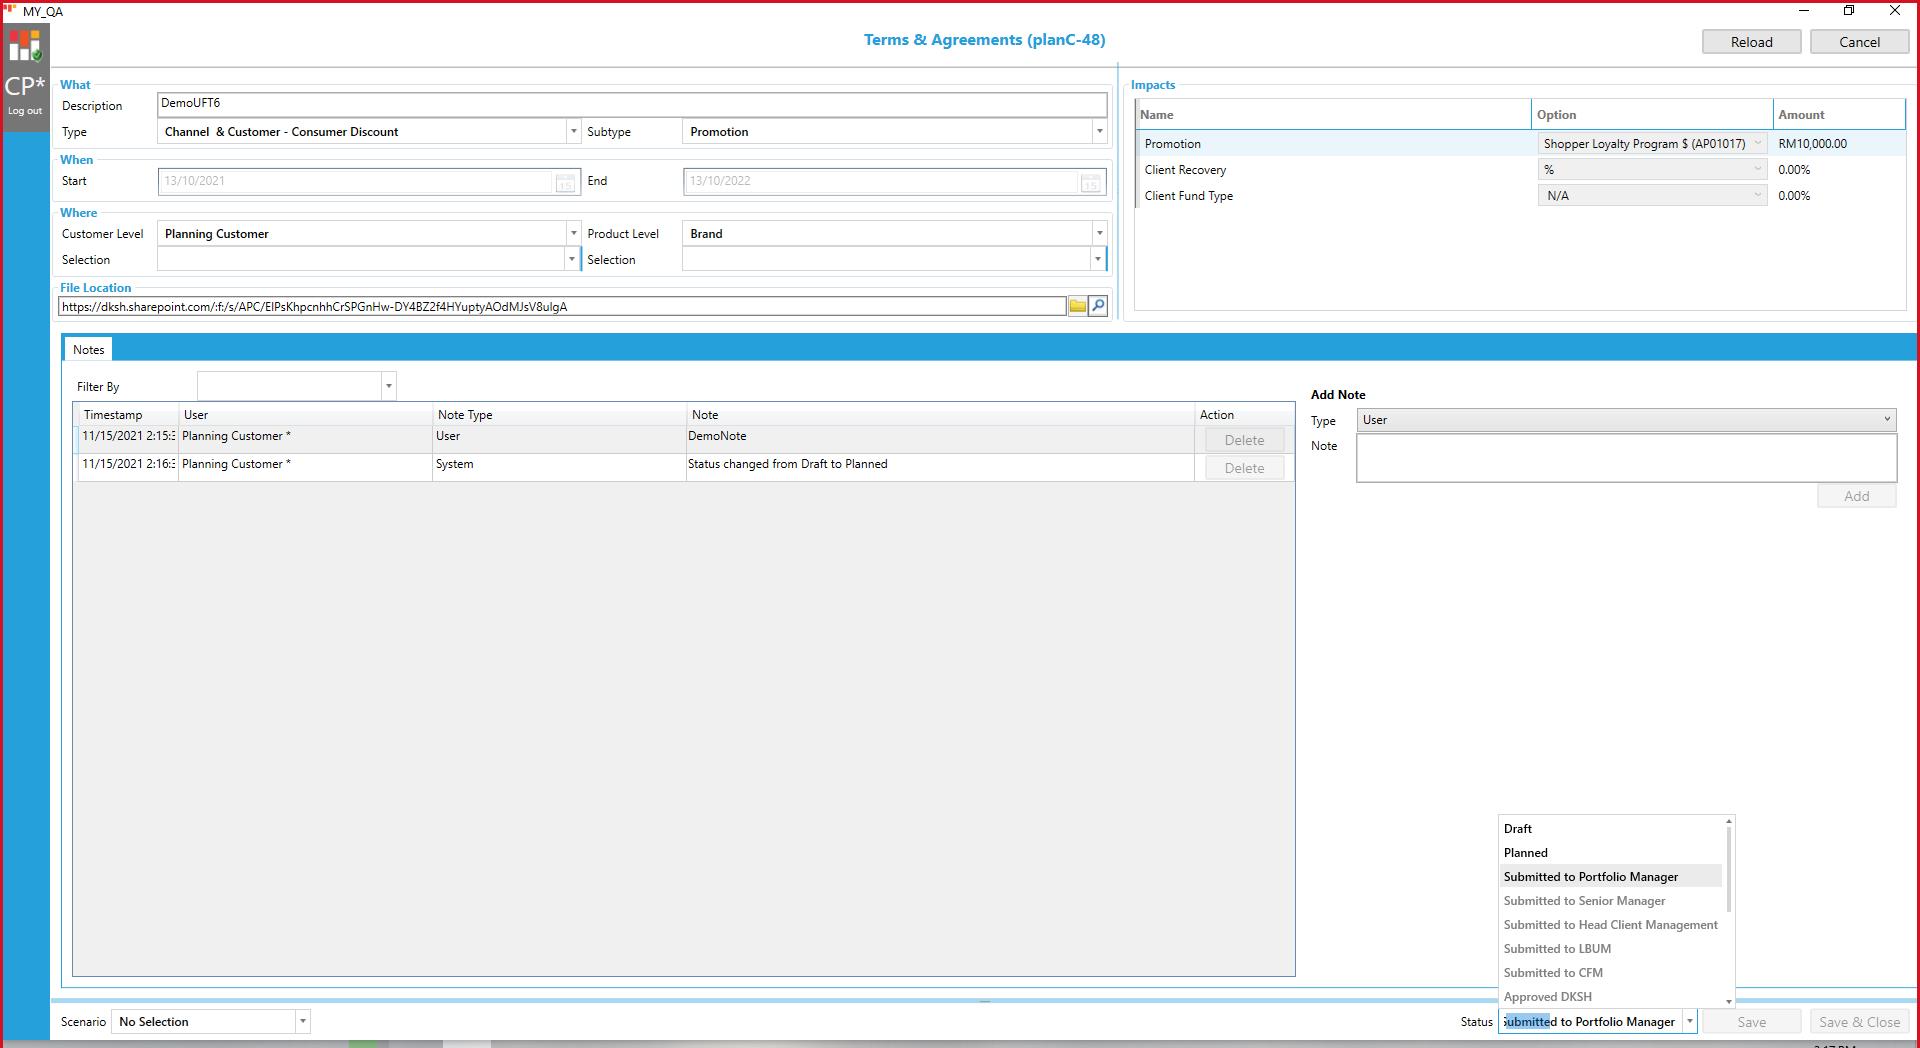 MY_QA
CP*
Log out
Terms & Agreements (planC-48)
Reload
Cancel
What
Description
DemoUFT6
Type
Channel & Customer - Consumer Discount
Subtype
Promotion
When
Start
13/10/2021
15
End
13/10/2022
15
Where
Customer Level
Planning Customer
Product Level
Brand
Selection
Selection
File Location
https://dksh.sharepoint.com/:f:/s/APC/EIPsKhpcnhhCrSPGnHw-DY4BZ2f4HYuptyAOdMJsV8uIgA
Impacts
Name Option Amount
Promotion Shopper Loyalty Program $ (AP01017) RM10,000.00
Client Recovery % 0.00%
Client Fund Type N/A 0.00%
Notes
Filter By
Timestamp User Note Type Note Action
11/15/2021 2:15:3 Planning Customer * User DemoNote Delete
11/15/2021 2:16:3 Planning Customer * System Status changed from Draft to Planned Delete
Add Note
Type User
Note
Add
Draft
Planned
Submitted to Portfolio Manager
Submitted to Senior Manager
Submitted to Head Client Management
Submitted to LBUM
Submitted to CFM
Approved DKSH
Scenario No Selection
Status Submitted to Portfolio Manager
Save
Save & Close